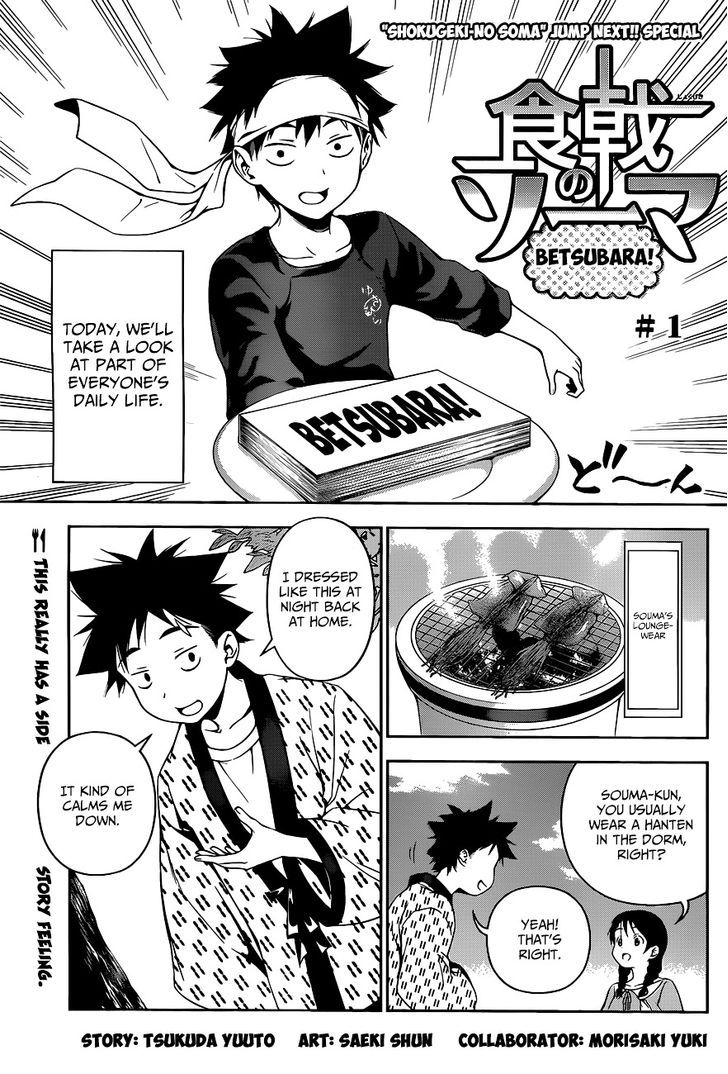 "SHOKUGEKI-NO SOMA" JUMP NEXT!! SPECIAL
食戟の
ソーマ
BETSUBARA!
# 1
TODAY, WE'LL
TAKE A LOOK
AT PART OF
EVERYONE'S
DAILY LIFE.
BETSUBARA!
ど〜ん
SOUMA'S
LOUNGE-
WEAR
SOUMA-KUN,
YOU USUALLY
WEAR A HANTEN
IN THE DORM,
RIGHT?
YEAH!
THAT'S
RIGHT.
I DRESSED
LIKE THIS AT
NIGHT BACK
AT HOME.
IT KIND OF
CALMS ME
DOWN.
THIS REALLY HAS A SIDE STORY FEELING.
STORY: TSUKUDA YUUTO ART: SAEKI SHUN COLLABORATOR: MORISAKI YUKI